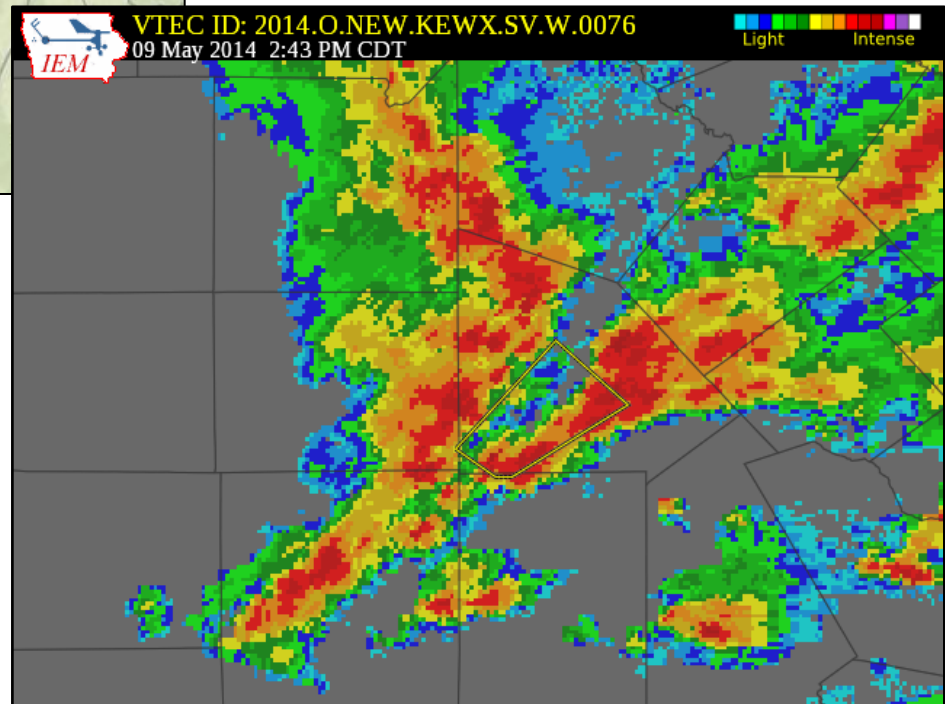 IEM
VTEC ID: 2014.O.NEW.KEWX.SV.W.0076
09 May 2014 2:43 PM CDT
Light Intense